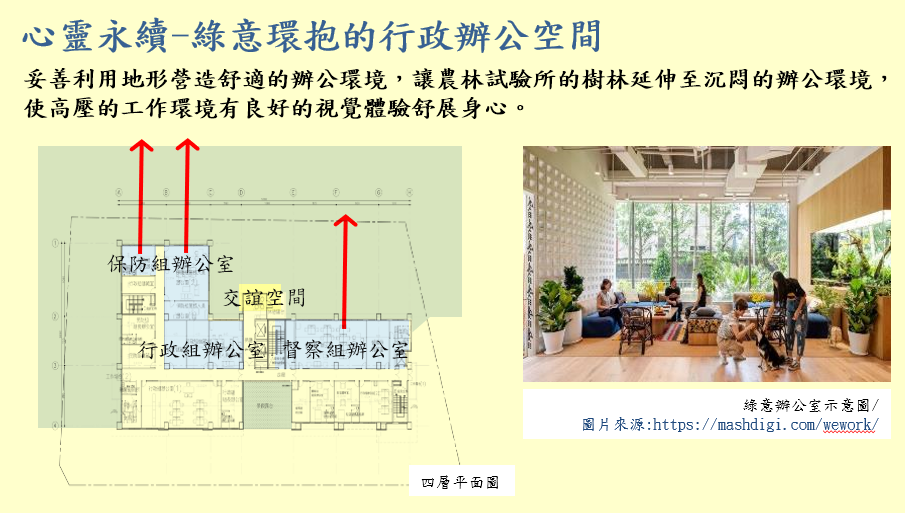 心靈永續-綠意環抱的行政辦公空間
妥善利用地形營造舒適的辦公環境，讓農林試驗所的樹林延伸至沉悶的辦公環境，
使高壓的工作環境有良好的視覺體驗舒展身心。
保防組辦公室
交誼空間
行政組辦公室
督察組辦公室
四層平面圖
綠意辦公室示意圖/
圖片來源:https://mashdigi.com/wework/